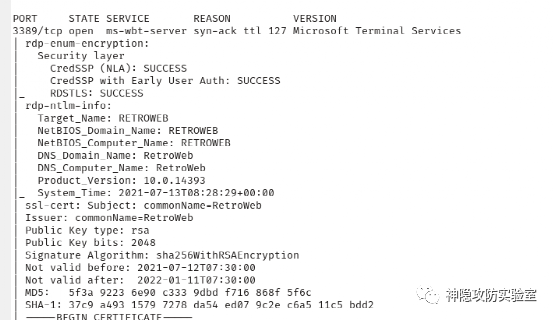 PORT STATE SERVICE REASON VERSION
3389/tcp open ms-wbt-server syn-ack ttl 127 Microsoft Terminal Services
| rdp-enum-encryption:
| Security layer
| CredSSP (NLA): SUCCESS
| CredSSP with Early User Auth: SUCCESS
|_ RDSTLS: SUCCESS
| rdp-ntlm-info:
| Target_Name: RETROWEB
| NetBIOS_Domain_Name: RETROWEB
| NetBIOS_Computer_Name: RETROWEB
| DNS_Domain_Name: RetroWeb
| DNS_Computer_Name: RetroWeb
| Product_Version: 10.0.14393
|_ System_Time: 2021-07-13T08:28:29+00:00
| ssl-cert: Subject: commonName=RetroWeb
| Issuer: commonName=RetroWeb
| Public Key type: rsa
| Public Key bits: 2048
| Signature Algorithm: sha256WithRSAEncryption
| Not valid before: 2021-07-12T07:30:00
| Not valid after: 2022-01-11T07:30:00
| MD5: 5f3a 9223 6e90 c333 9dbd f716 868f 5f6c
| SHA-1: 37c9 a493 1579 7278 da54 ed07 9c2e c6a5 11c5 bdd2
| -----BEGIN CERTIFICATE-----
神隐攻防实验室